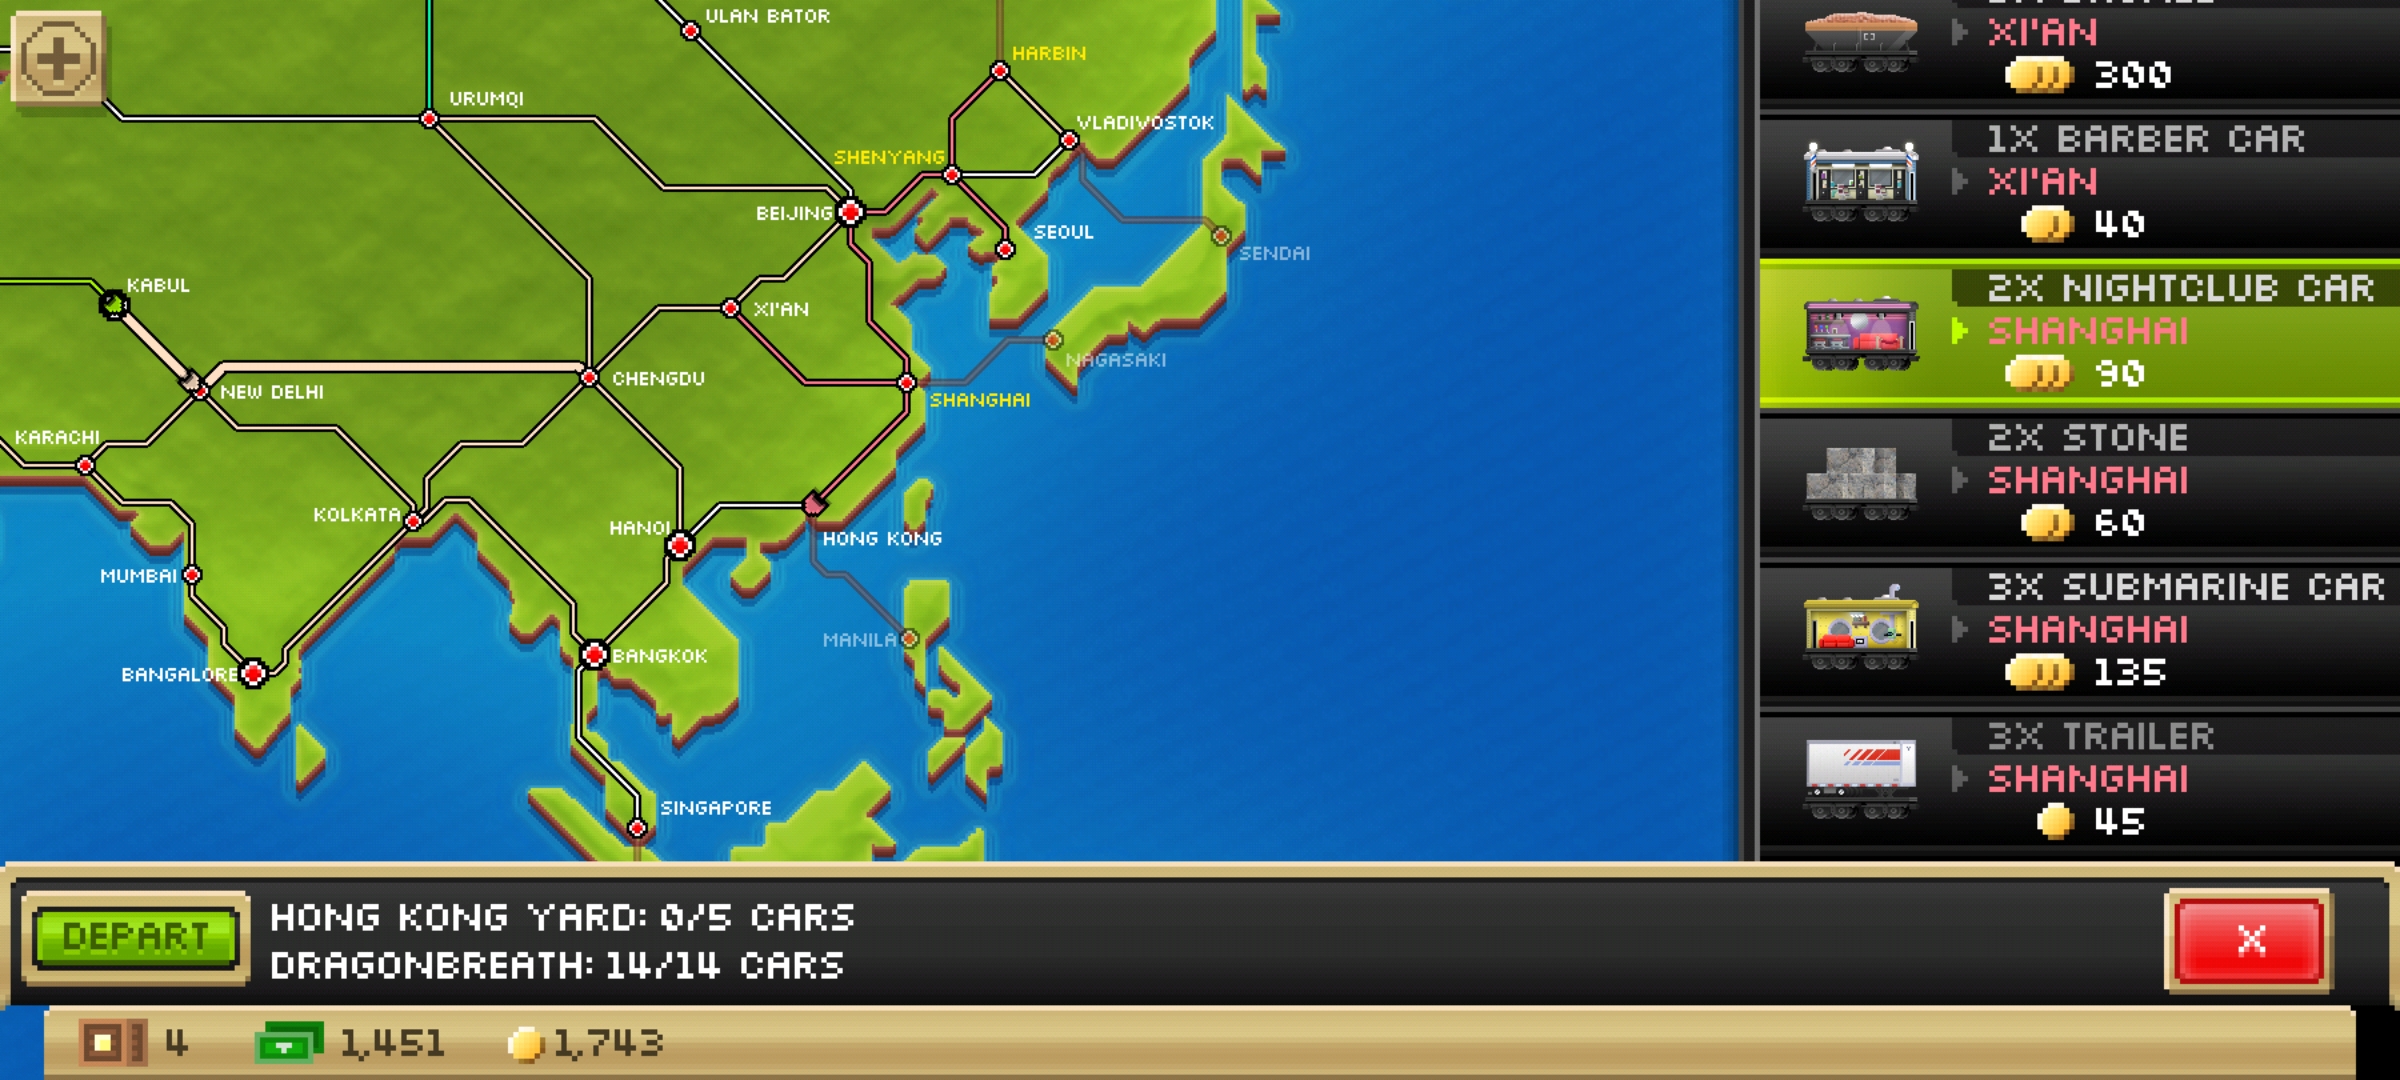 ULAN BATOR
HARBIN
URUMQI
VLADIVOSTOK
SHENYANG
BEIJING
SEOUL
SENDAI
KABUL
XI'AN
NAGASAKI
CHENGDU
NEW DELHI
SHANGHAI
KARACHI
KOLKATA
HANOI
HONG KONG
MUMBAI
MANILA
BANGALORE
BANGKOK
SINGAPORE
XI'AN
300
1X BARBER CAR
XI'AN
40
2X NIGHTCLUB CAR
SHANGHAI
90
2X STONE
SHANGHAI
60
3X SUBMARINE CAR
SHANGHAI
135
3X TRAILER
SHANGHAI
45
DEPART
HONG KONG YARD: 0/5 CARS
DRAGONBREATH: 14/14 CARS
X
4
1,451
1,743